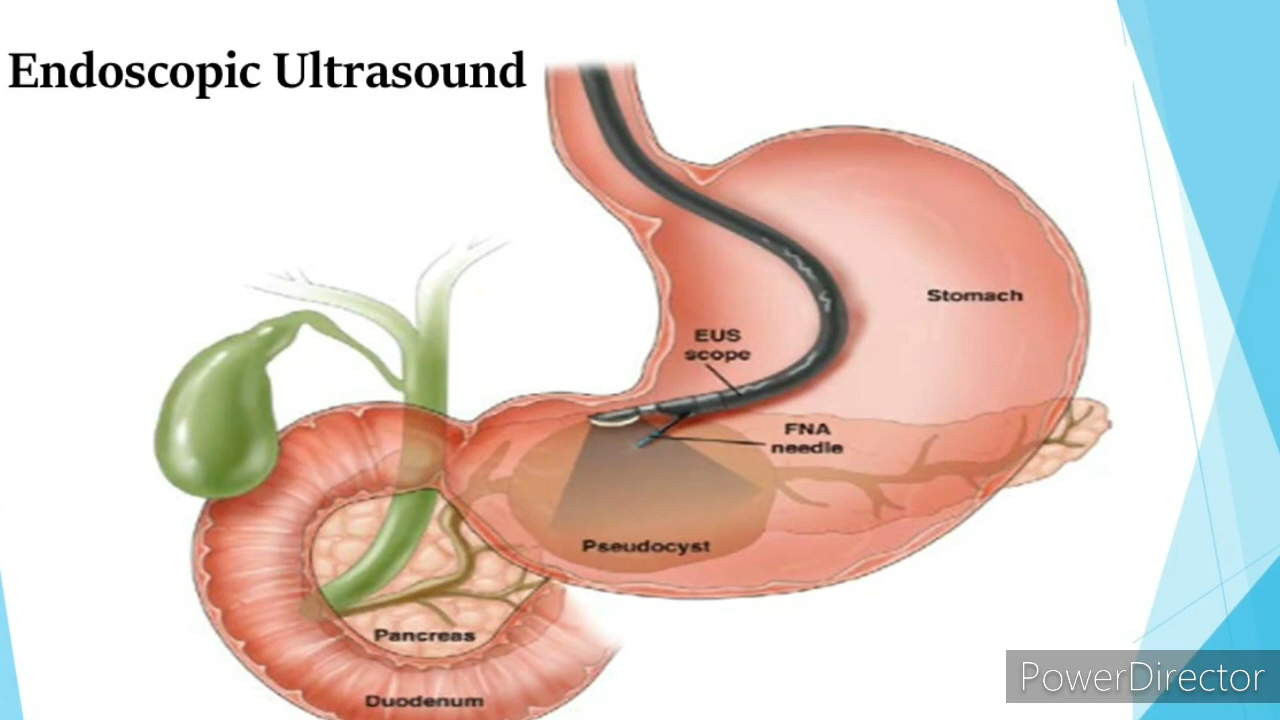 Endoscopic Ultrasound
Stomach
EUS
scope
FNA
needle
Pseudocyst
Pancreas
Duodenum
PowerDirector